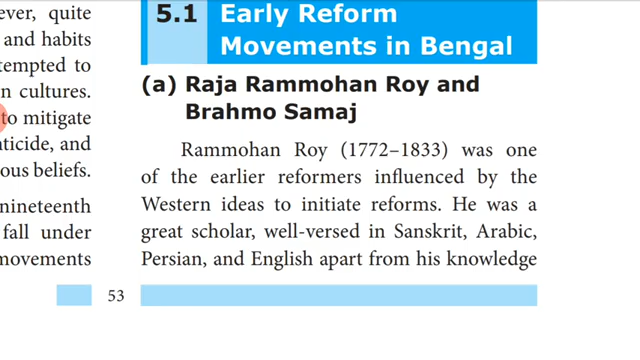 ever, quite
and habits
tempted to
n cultures.
to mitigate
ticide, and
ous beliefs.
nineteenth
fall under
movements
5.1 Early Reform
Movements in Bengal
(a) Raja Rammohan Roy and
Brahmo Samaj
Rammohan Roy (1772–1833) was one
of the earlier reformers influenced by the
Western ideas to initiate reforms. He was a
great scholar, well-versed in Sanskrit, Arabic,
Persian, and English apart from his knowledge
53